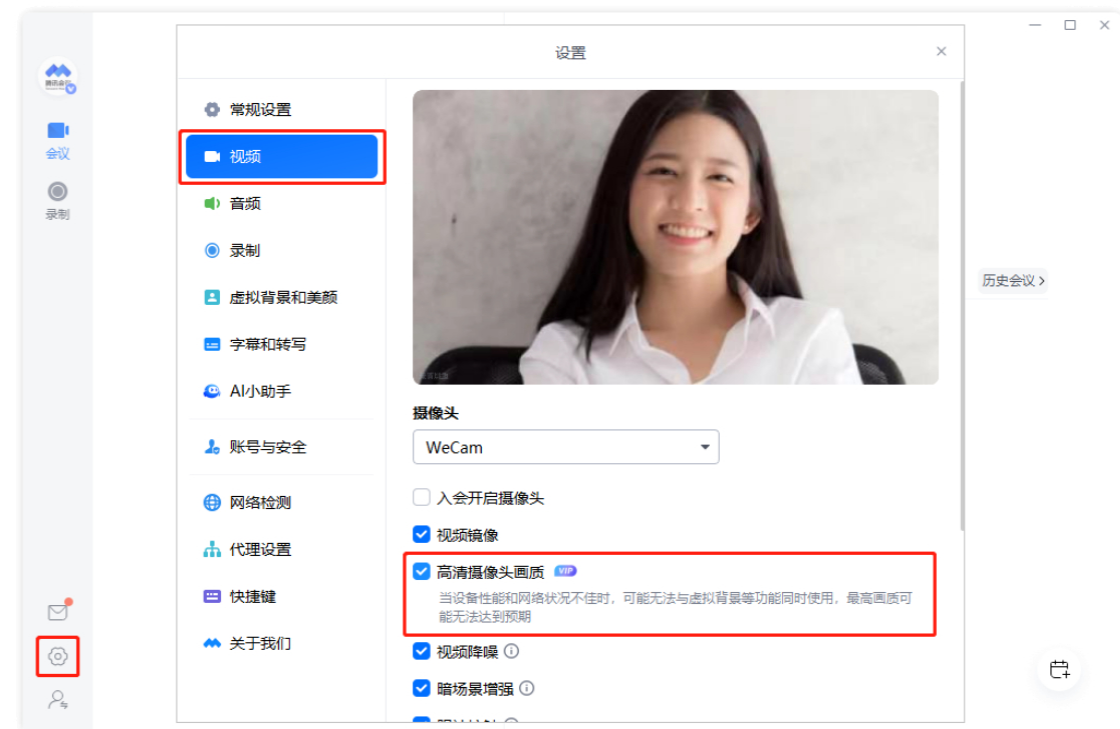 设置
腾讯会议
会议
录制
常规设置
视频
音频
录制
虚拟背景和美颜
字幕和转写
AI小助手
账号与安全
网络检测
代理设置
快捷键
关于我们
摄像头
WeCam
入会开启摄像头
视频镜像
高清摄像头画质 VIP
当设备性能和网络状况不佳时，可能无法与虚拟背景等功能同时使用，最高画质可
能无法达到预期
视频降噪
暗场景增强
历史会议